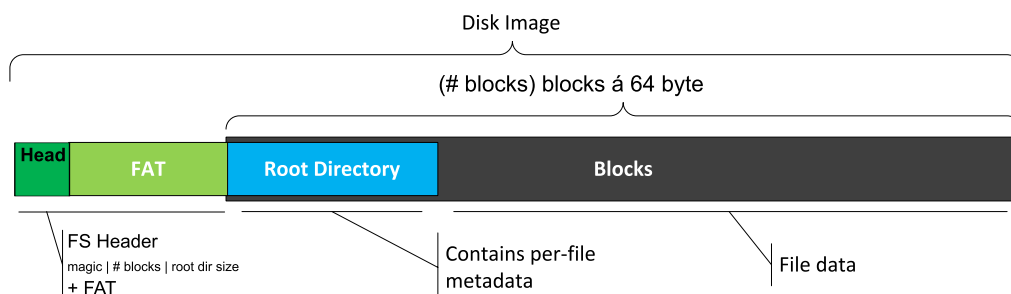 Disk Image
(# blocks) blocks á 64 byte
Head
FAT
Root Directory
Blocks
FS Header
magic | # blocks | root dir size
+ FAT
Contains per-file
metadata
File data